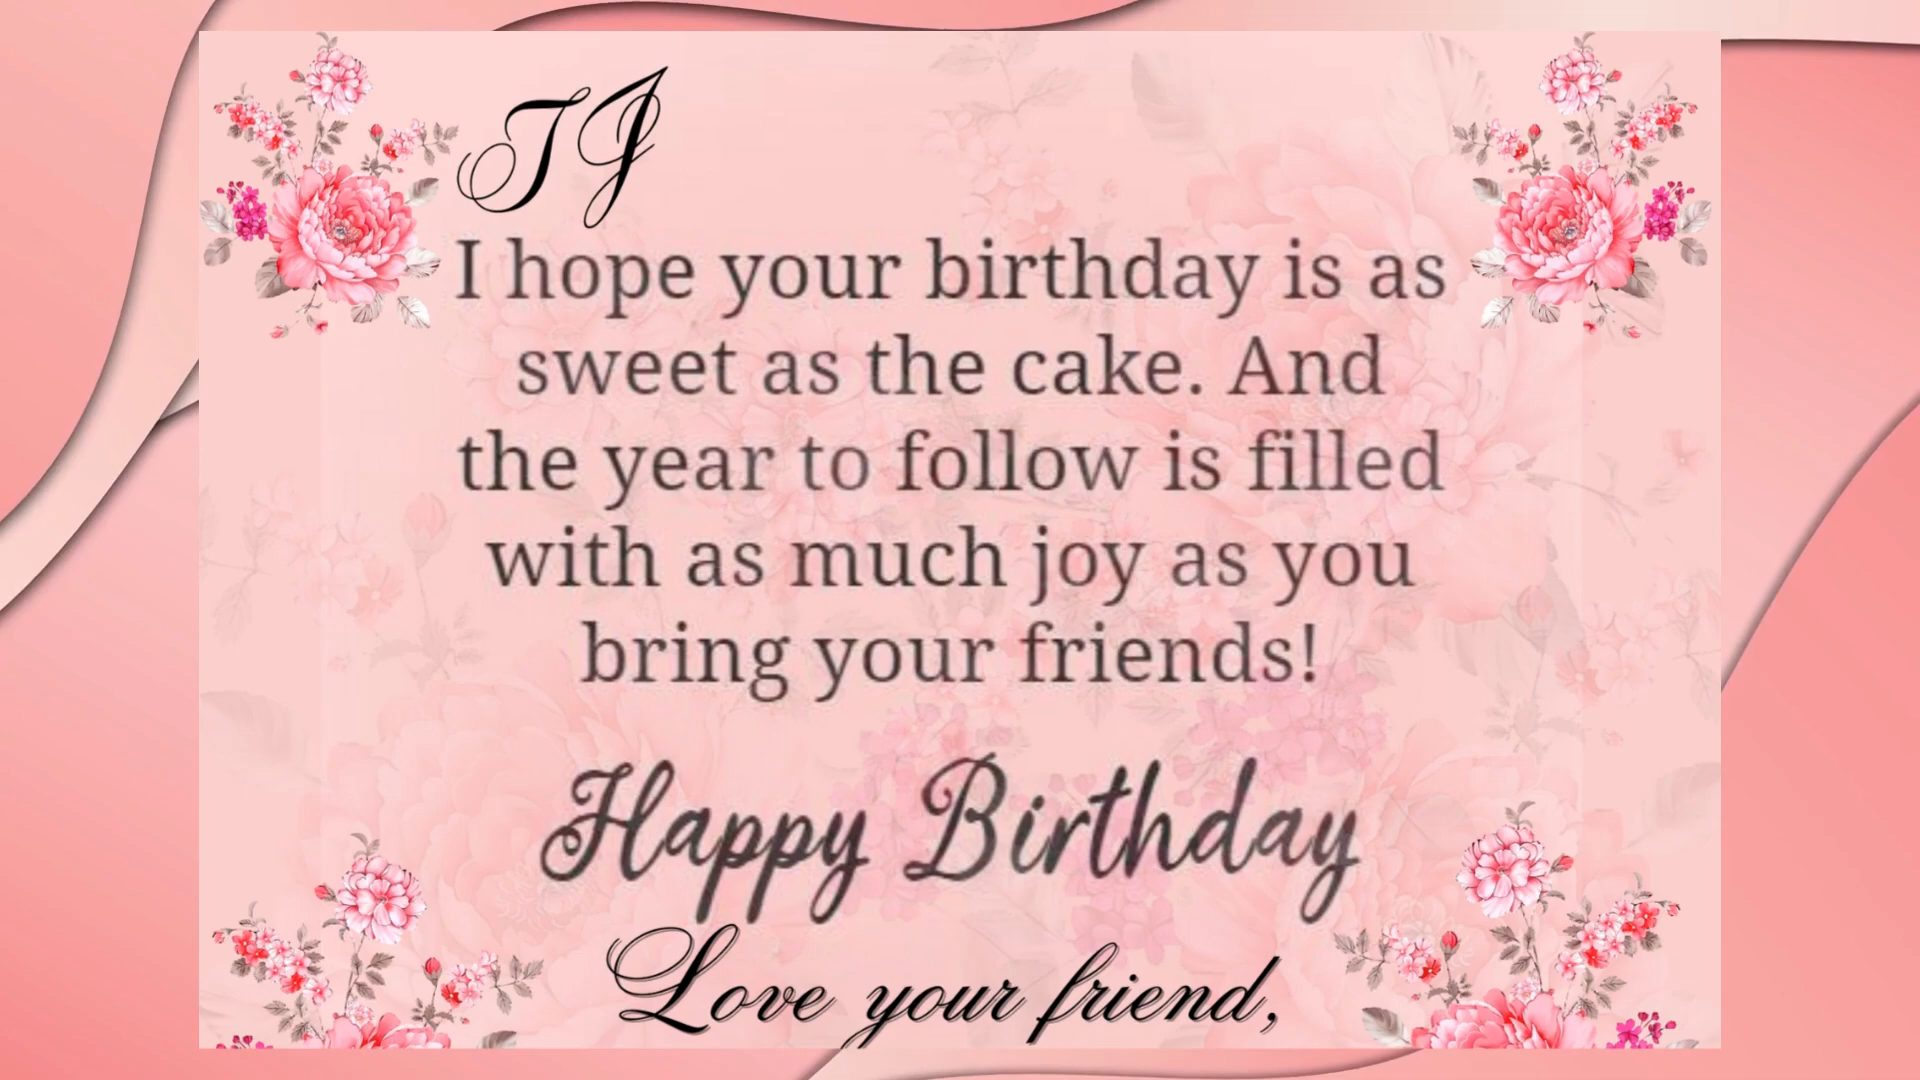 TJ
I hope your birthday is as
sweet as the cake. And
the year to follow is filled
with as much joy as you
bring your friends!
Happy Birthday
Love your friend,